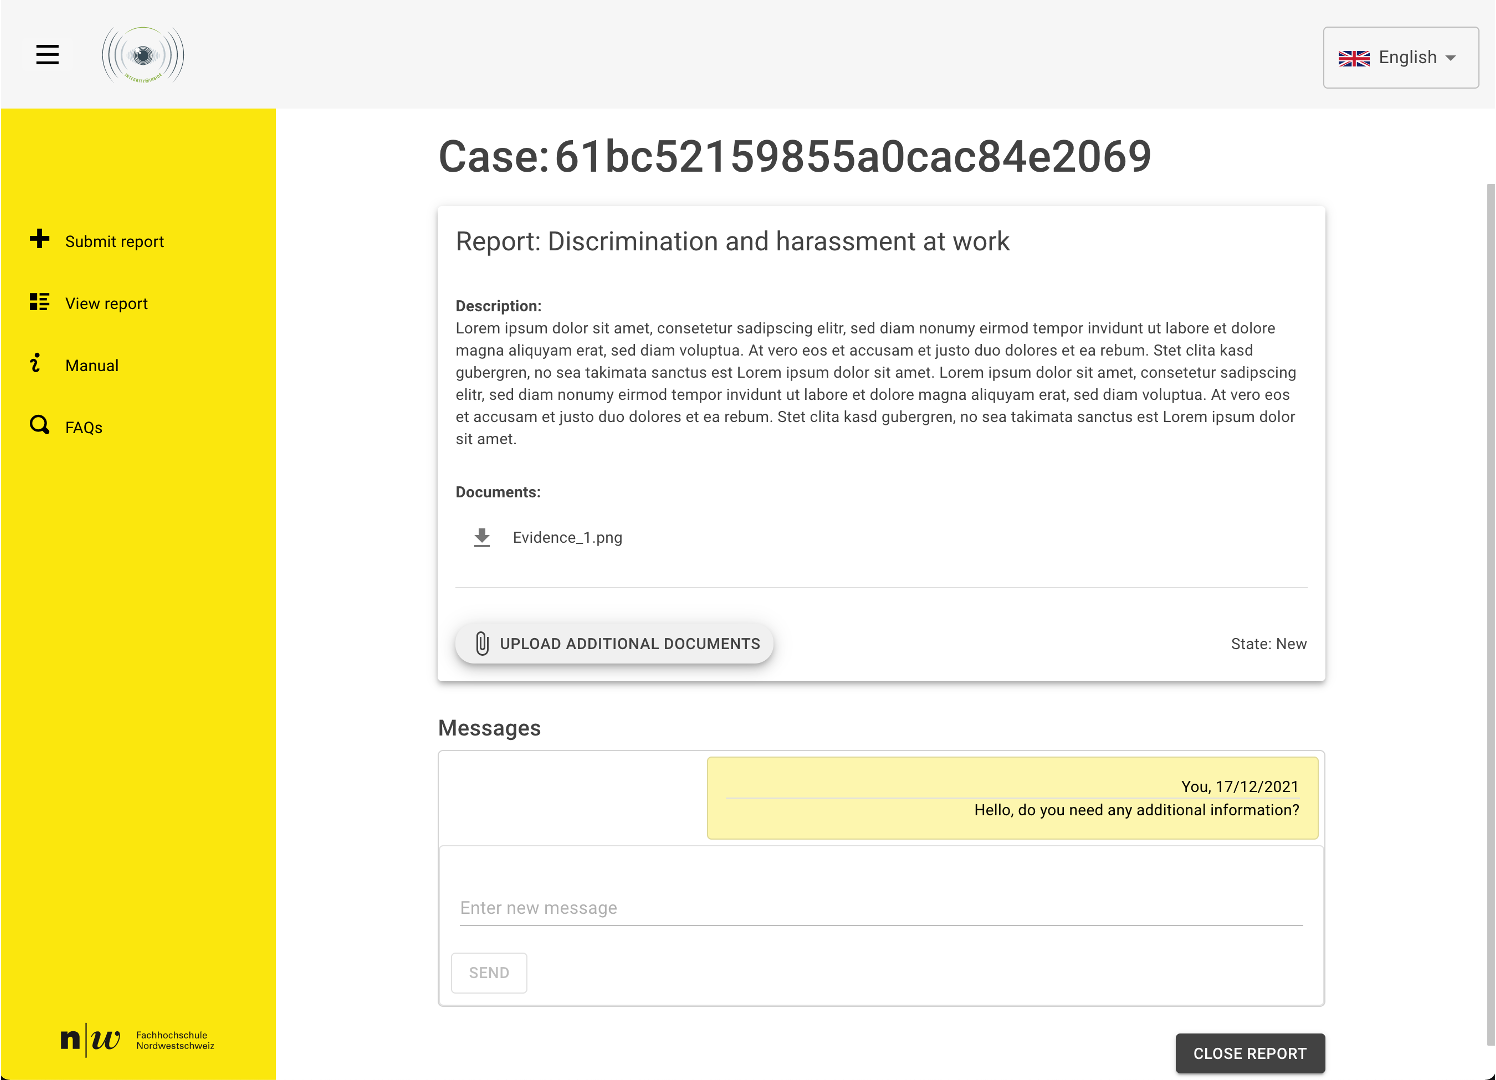 English
Case: 61bc52159855a0cac84e2069
Submit report
View report
Manual
FAQs
n|w Fachhochschule
Nordwestschweiz
Report: Discrimination and harassment at work
Description:
Lorem ipsum dolor sit amet, consetetur sadipscing elitr, sed diam nonumy eirmod tempor invidunt ut labore et dolore
magna aliquyam erat, sed diam voluptua. At vero eos et accusam et justo duo dolores et ea rebum. Stet clita kasd
gubergren, no sea takimata sanctus est Lorem ipsum dolor sit amet. Lorem ipsum dolor sit amet, consetetur sadipscing
elitr, sed diam nonumy eirmod tempor invidunt ut labore et dolore magna aliquyam erat, sed diam voluptua. At vero eos
et accusam et justo duo dolores et ea rebum. Stet clita kasd gubergren, no sea takimata sanctus est Lorem ipsum dolor
sit amet.
Documents:
Evidence_1.png
UPLOAD ADDITIONAL DOCUMENTS
State: New
Messages
You, 17/12/2021
Hello, do you need any additional information?
Enter new message
SEND
CLOSE REPORT